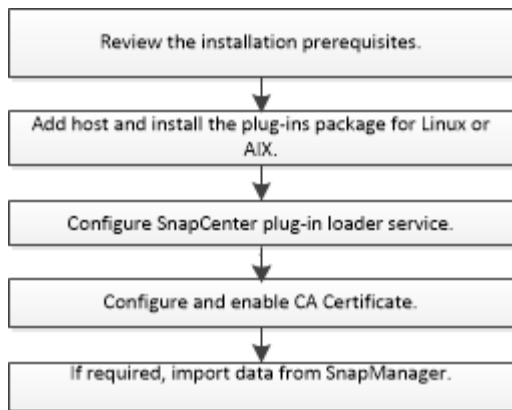 Review the installation prerequisites.
Add host and install the plug-ins package for Linux or
AIX.
Configure SnapCenter plug-in loader service.
Configure and enable CA Certificate.
If required, import data from SnapManager.